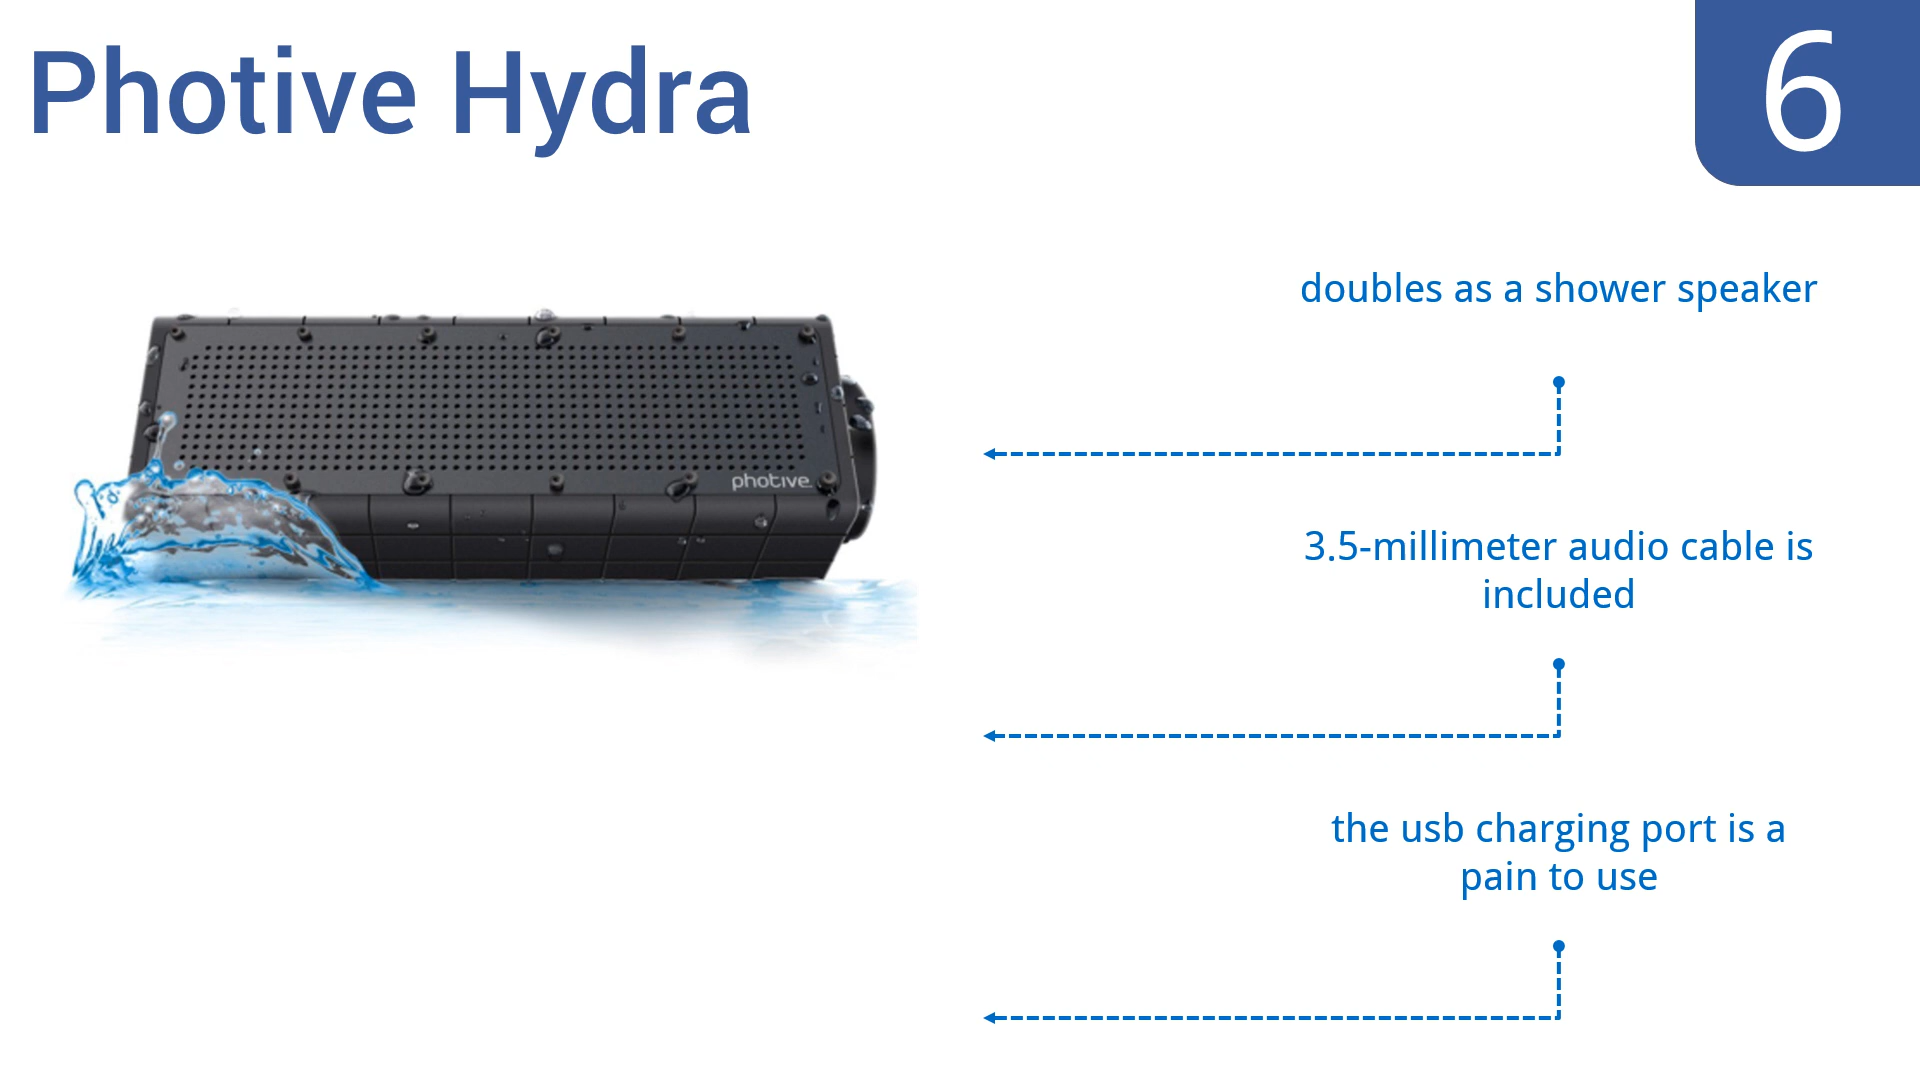 Photive Hydra
6
doubles as a shower speaker
photive
3.5-millimeter audio cable is
included
the usb charging port is a
pain to use